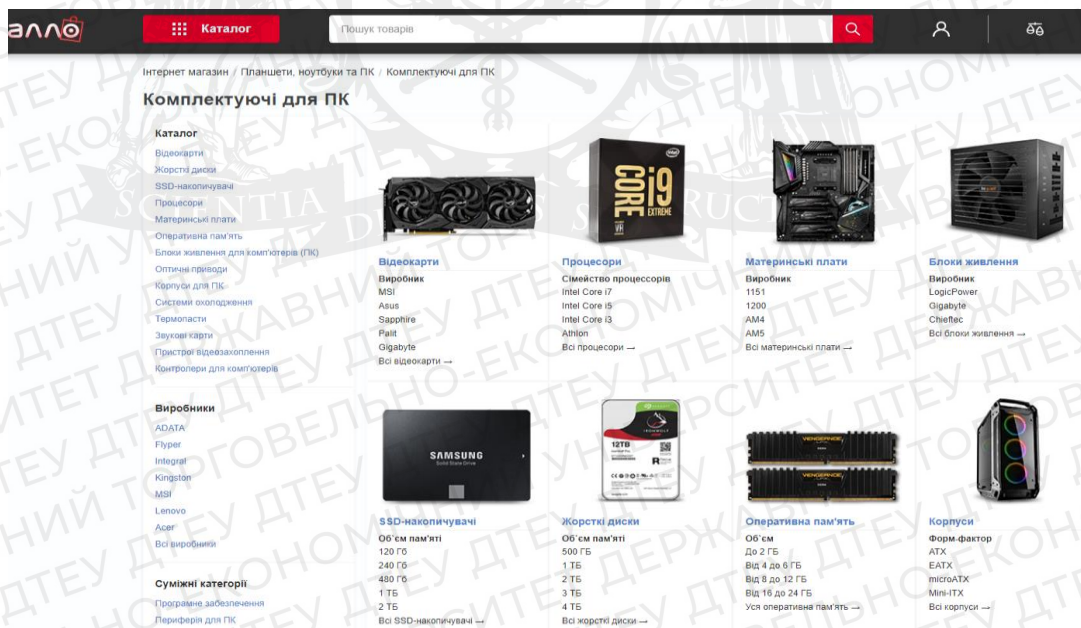 алло
Каталог
Пошук товарів
Інтернет магазин / Планшети, ноутбуки та ПК / Комплектуючі для ПК
Комплектуючі для ПК
Каталог
Відеокарти
Жорсткі диски
SSD-накопичувачі
Процесори
Материнські плати
Оперативна пам'ять
Блоки живлення для комп'ютерів (ПК)
Оптичні приводи
Корпуси для ПК
Системи охолодження
Термопасти
Звукові карти
Пристрої відеозахоплення
Контролери для комп'ютерів
Виробники
ADATA
Flyper
Integral
Kingston
MSI
Lenovo
Acer
Всі виробники
Суміжні категорії
Програмне забезпечення
Периферія для ПК
Відеокарти
Виробник
MSI
Asus
Sapphire
Palit
Gigabyte
Всі відеокарти →
CORE i9
EXTREME
Процесори
Сімейство процессорів
Intel Core i7
Intel Core i5
Intel Core i3
Athlon
Всі процесори →
Материнські плати
Виробник
1151
1200
AM4
AM5
Всі материнські плати →
Блоки живлення
Виробник
LogicPower
Gigabyte
Chieftec
Всі блоки живлення →
SAMSUNG
Solid State Drive
SSD-накопичувачі
Об`єм пам'яті
120 Гб
240 Гб
480 Гб
1 ТБ
2 ТБ
Всі SSD-накопичувачі →
IRONWOLF
12TB
Жорсткі диски
Об`єм пам'яті
500 ГБ
1 ТБ
2 ТБ
3 ТБ
4 ТБ
Всі жорсткі диски →
VENGEANCE
VENGEANCE
Оперативна пам'ять
Об`єм
До 2 ГБ
Від 4 до 6 ГБ
Від 8 до 12 ГБ
Від 16 до 24 ГБ
Уся оперативна пам'ять →
Корпуси
Форм-фактор
ATX
EATX
microATX
Mini-ITX
Всі корпуси →